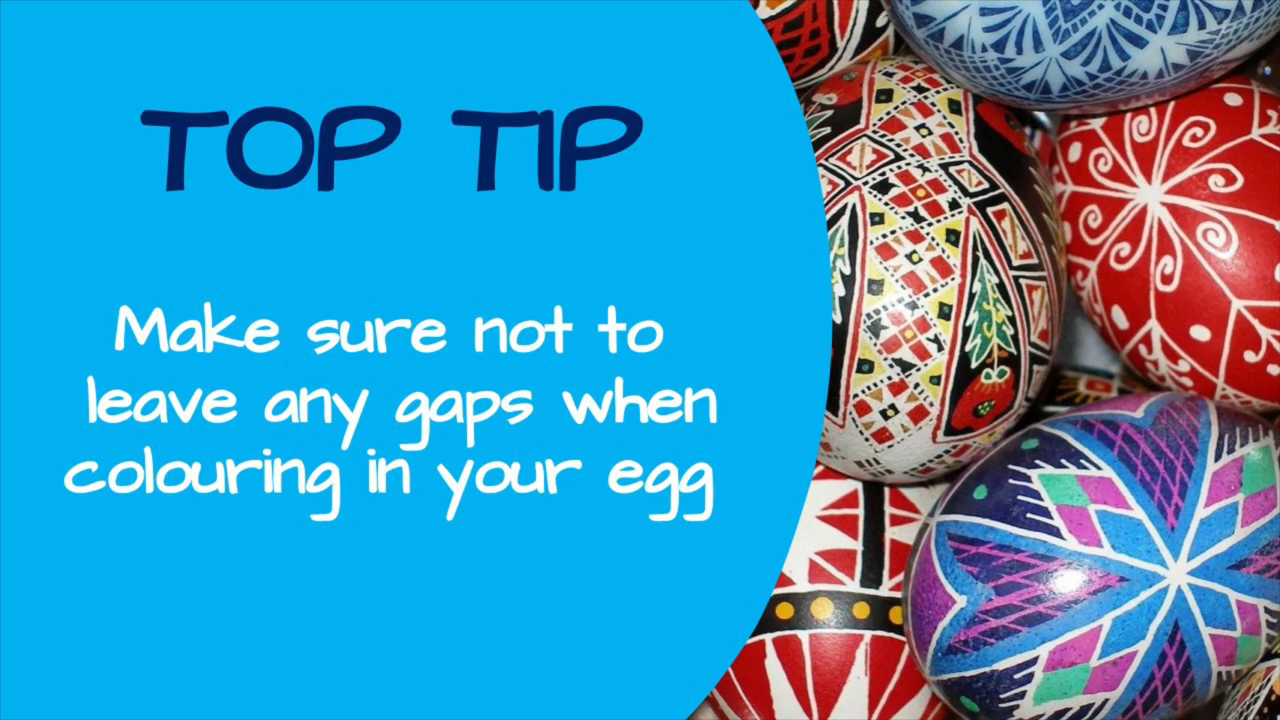 TOP TIP
Make sure not to
leave any gaps when
colouring in your egg